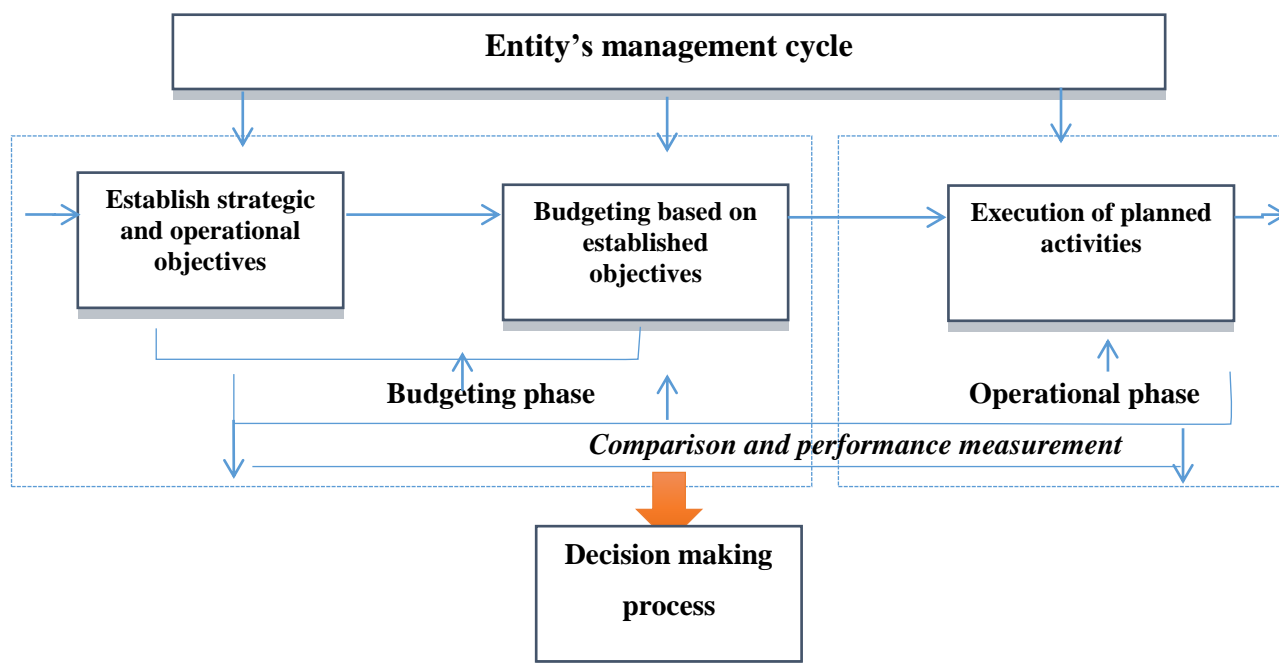 Entity’s management cycle
Establish strategic
and operational
objectives
Budgeting based on
established
objectives
Execution of planned
activities
Budgeting phase
Operational phase
Comparison and performance measurement
Decision making
process